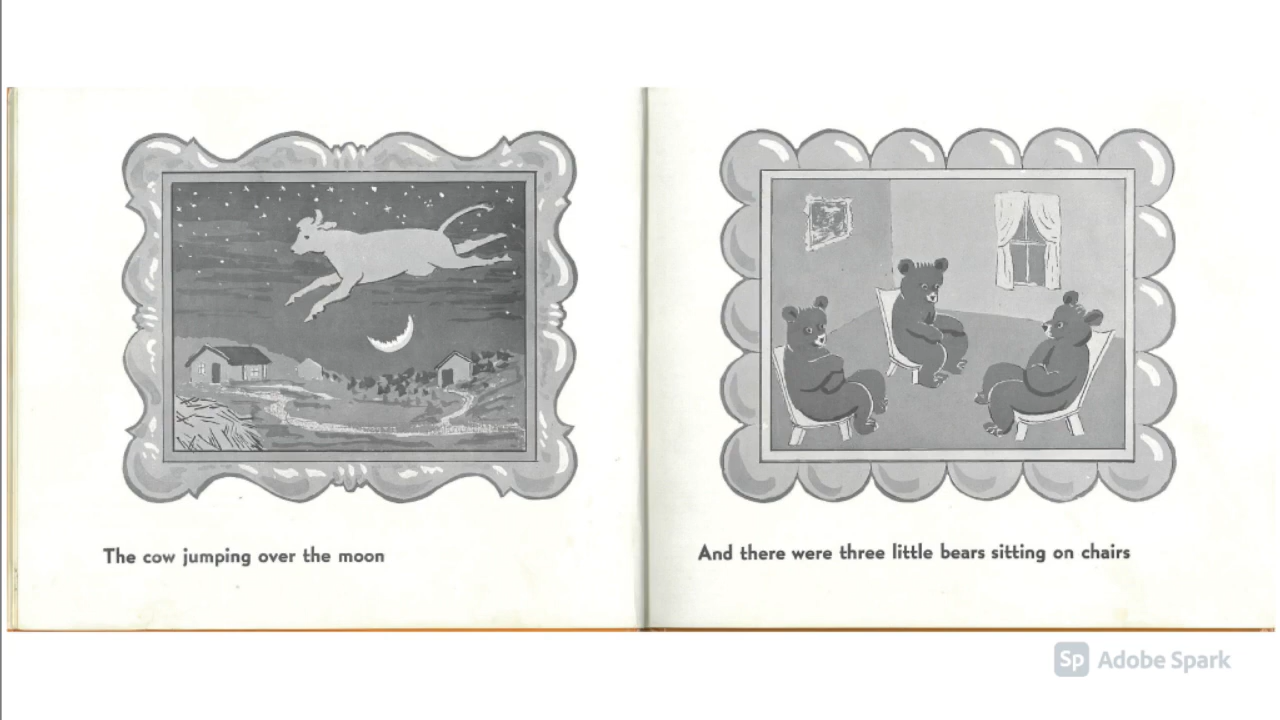 The cow jumping over the moon
And there were three little bears sitting on chairs
Sp Adobe Spark